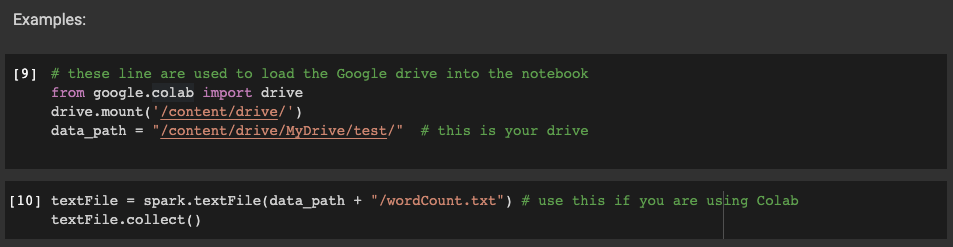 Examples:
[9] # these line are used to load the Google drive into the notebook
from google.colab import drive
drive.mount('/content/drive/')
data_path = "/content/drive/MyDrive/test/"  # this is your drive
[10] textFile = spark.textFile(data_path + "/wordCount.txt") # use this if you are using Colab
textFile.collect()